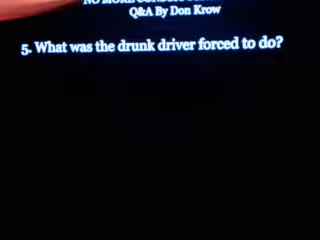 Q&A By Don Krow
5. What was the drunk driver forced to do?